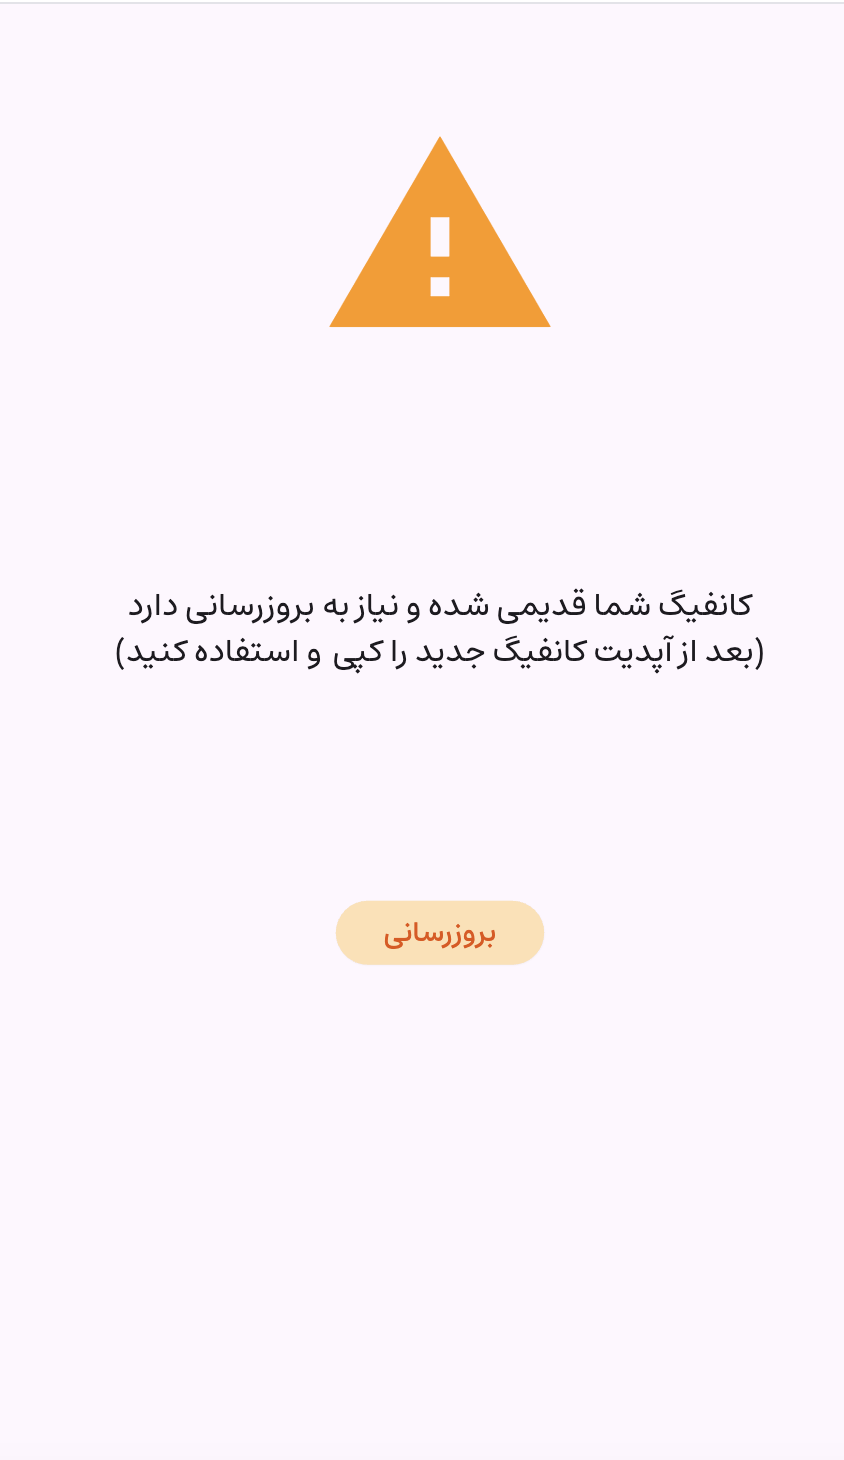 کانفیگ شما قدیمی شده و نیاز به بروزرسانی دارد
(بعد از آپدیت کانفیگ جدید را کپی و استفاده کنید)
بروزرسانی